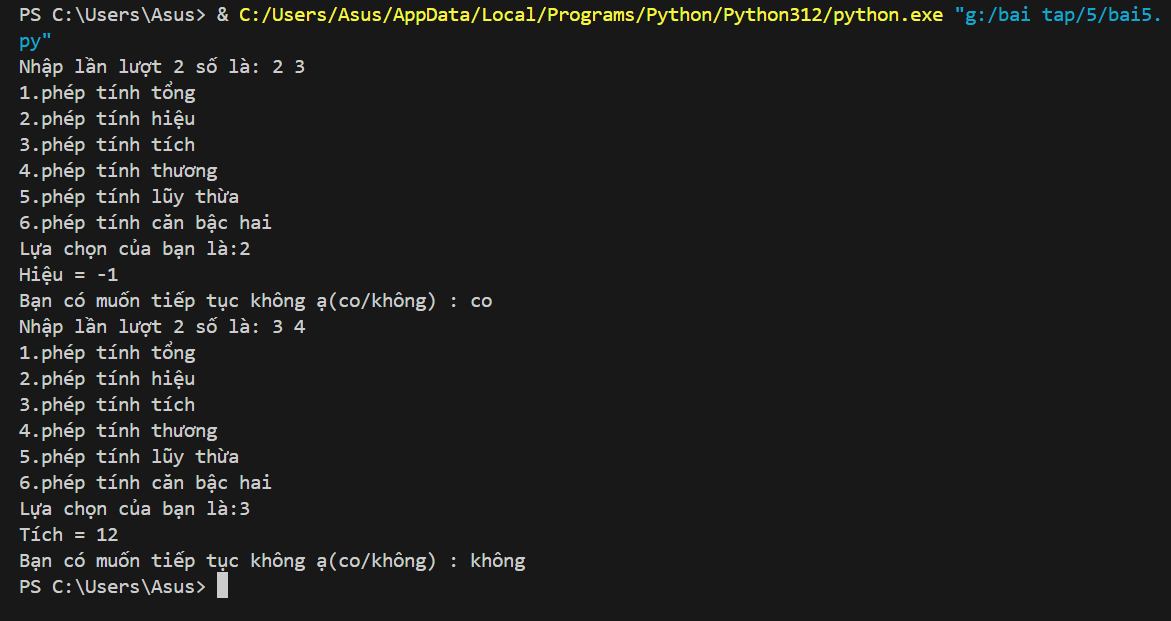 PS C:\Users\Asus> & C:/Users/Asus/AppData/Local/Programs/Python/Python312/python.exe "g:/bai tap/5/bai5.
py"
Nhập lần lượt 2 số là: 2 3
1.phép tính tổng
2.phép tính hiệu
3.phép tính tích
4.phép tính thương
5.phép tính lũy thừa
6.phép tính căn bậc hai
Lựa chọn của bạn là:2
Hiệu = -1
Bạn có muốn tiếp tục không ạ(co/không) : co
Nhập lần lượt 2 số là: 3 4
1.phép tính tổng
2.phép tính hiệu
3.phép tính tích
4.phép tính thương
5.phép tính lũy thừa
6.phép tính căn bậc hai
Lựa chọn của bạn là:3
Tích = 12
Bạn có muốn tiếp tục không ạ(co/không) : không
PS C:\Users\Asus>